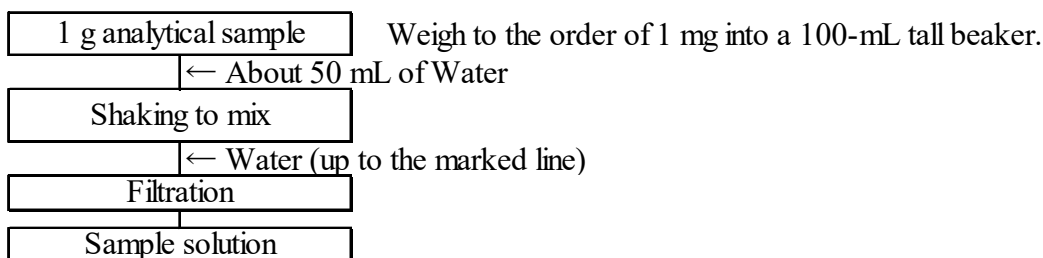 1 g analytical sample Weigh to the order of 1 mg into a 100-mL tall beaker.
← About 50 mL of Water
Shaking to mix
← Water (up to the marked line)
Filtration
Sample solution